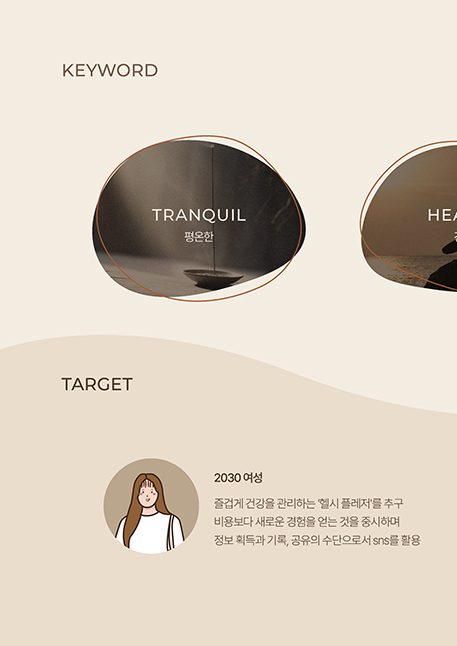 KEYWORD
TRANQUIL
평온한
HEA
TARGET
2030 여성
즐겁게 건강을 관리하는 '헬시 플레저'를 추구
비용보다 새로운 경험을 얻는 것을 중시하며
정보 획득과 기록, 공유의 수단으로서 sns를 활용